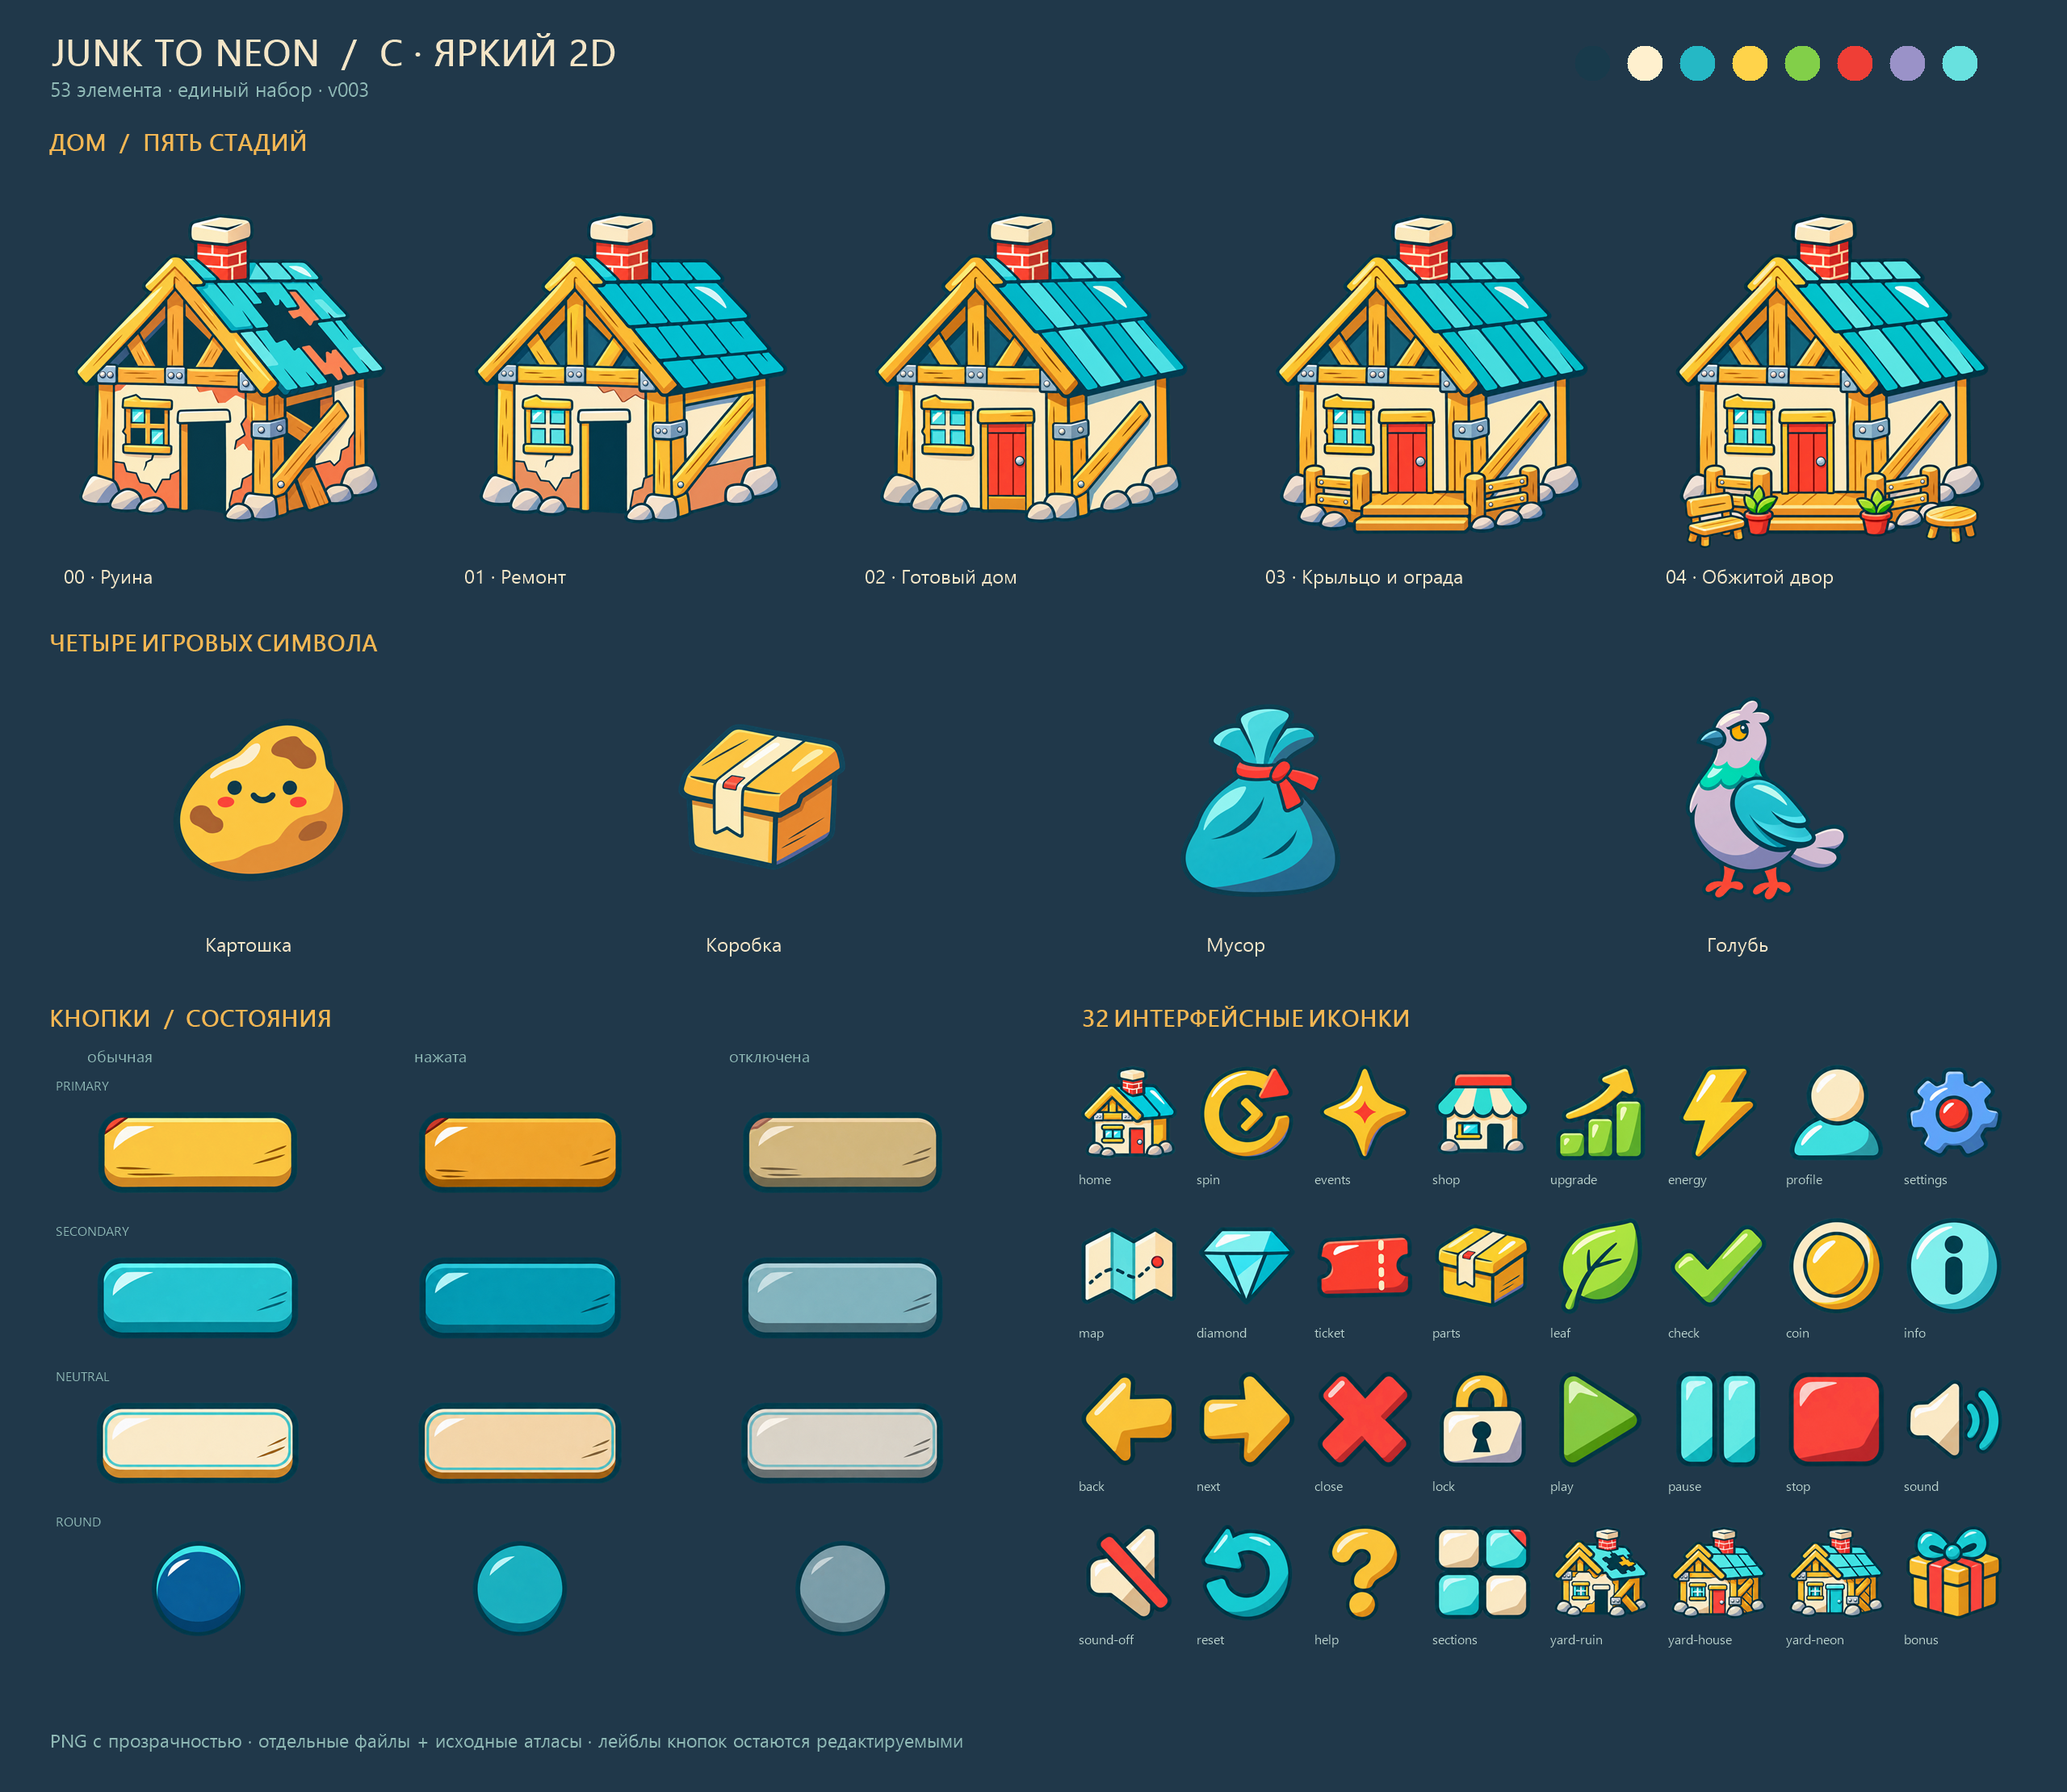 JUNK TO NEON / C · ЯРКИЙ 2D
53 элемента · единый набор · v003
ДОМ / ПЯТЬ СТАДИЙ
00 · Руина
01 · Ремонт
02 · Готовый дом
03 · Крыльцо и ограда
04 · Обжитой двор
ЧЕТЫРЕ ИГРОВЫХ СИМВОЛА
Картошка
Коробка
Мусор
Голубь
КНОПКИ / СОСТОЯНИЯ
обычная
нажата
отключена
PRIMARY
SECONDARY
NEUTRAL
ROUND
32 ИНТЕРФЕЙСНЫЕ ИКОНКИ
home
spin
events
shop
upgrade
energy
profile
settings
map
diamond
ticket
parts
leaf
check
coin
info
back
next
close
lock
play
pause
stop
sound
sound-off
reset
help
sections
yard-ruin
yard-house
yard-neon
bonus
PNG с прозрачностью · отдельные файлы + исходные атласы · лейблы кнопок остаются редактируемыми